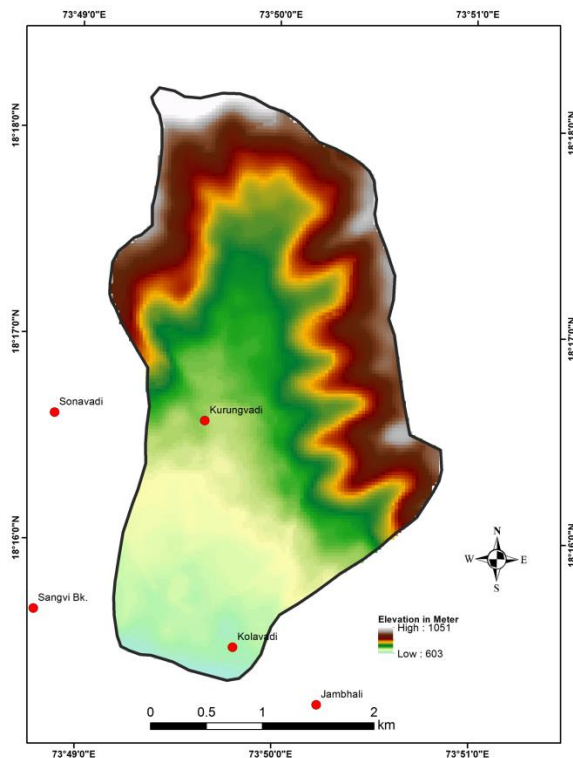 73°49'0"E 73°50'0"E 73°51'0"E
18°18'0"N 18°18'0"N
18°17'0"N 18°17'0"N
Sonavadi
Kurungvadi
18°16'0"N 18°16'0"N
N
W E
S
Sangvi Bk.
Elevation in Meter
High : 1051
Kolavadi
Low : 603
Jambhali
0 0.5 1 2
km
73°49'0"E 73°50'0"E 73°51'0"E